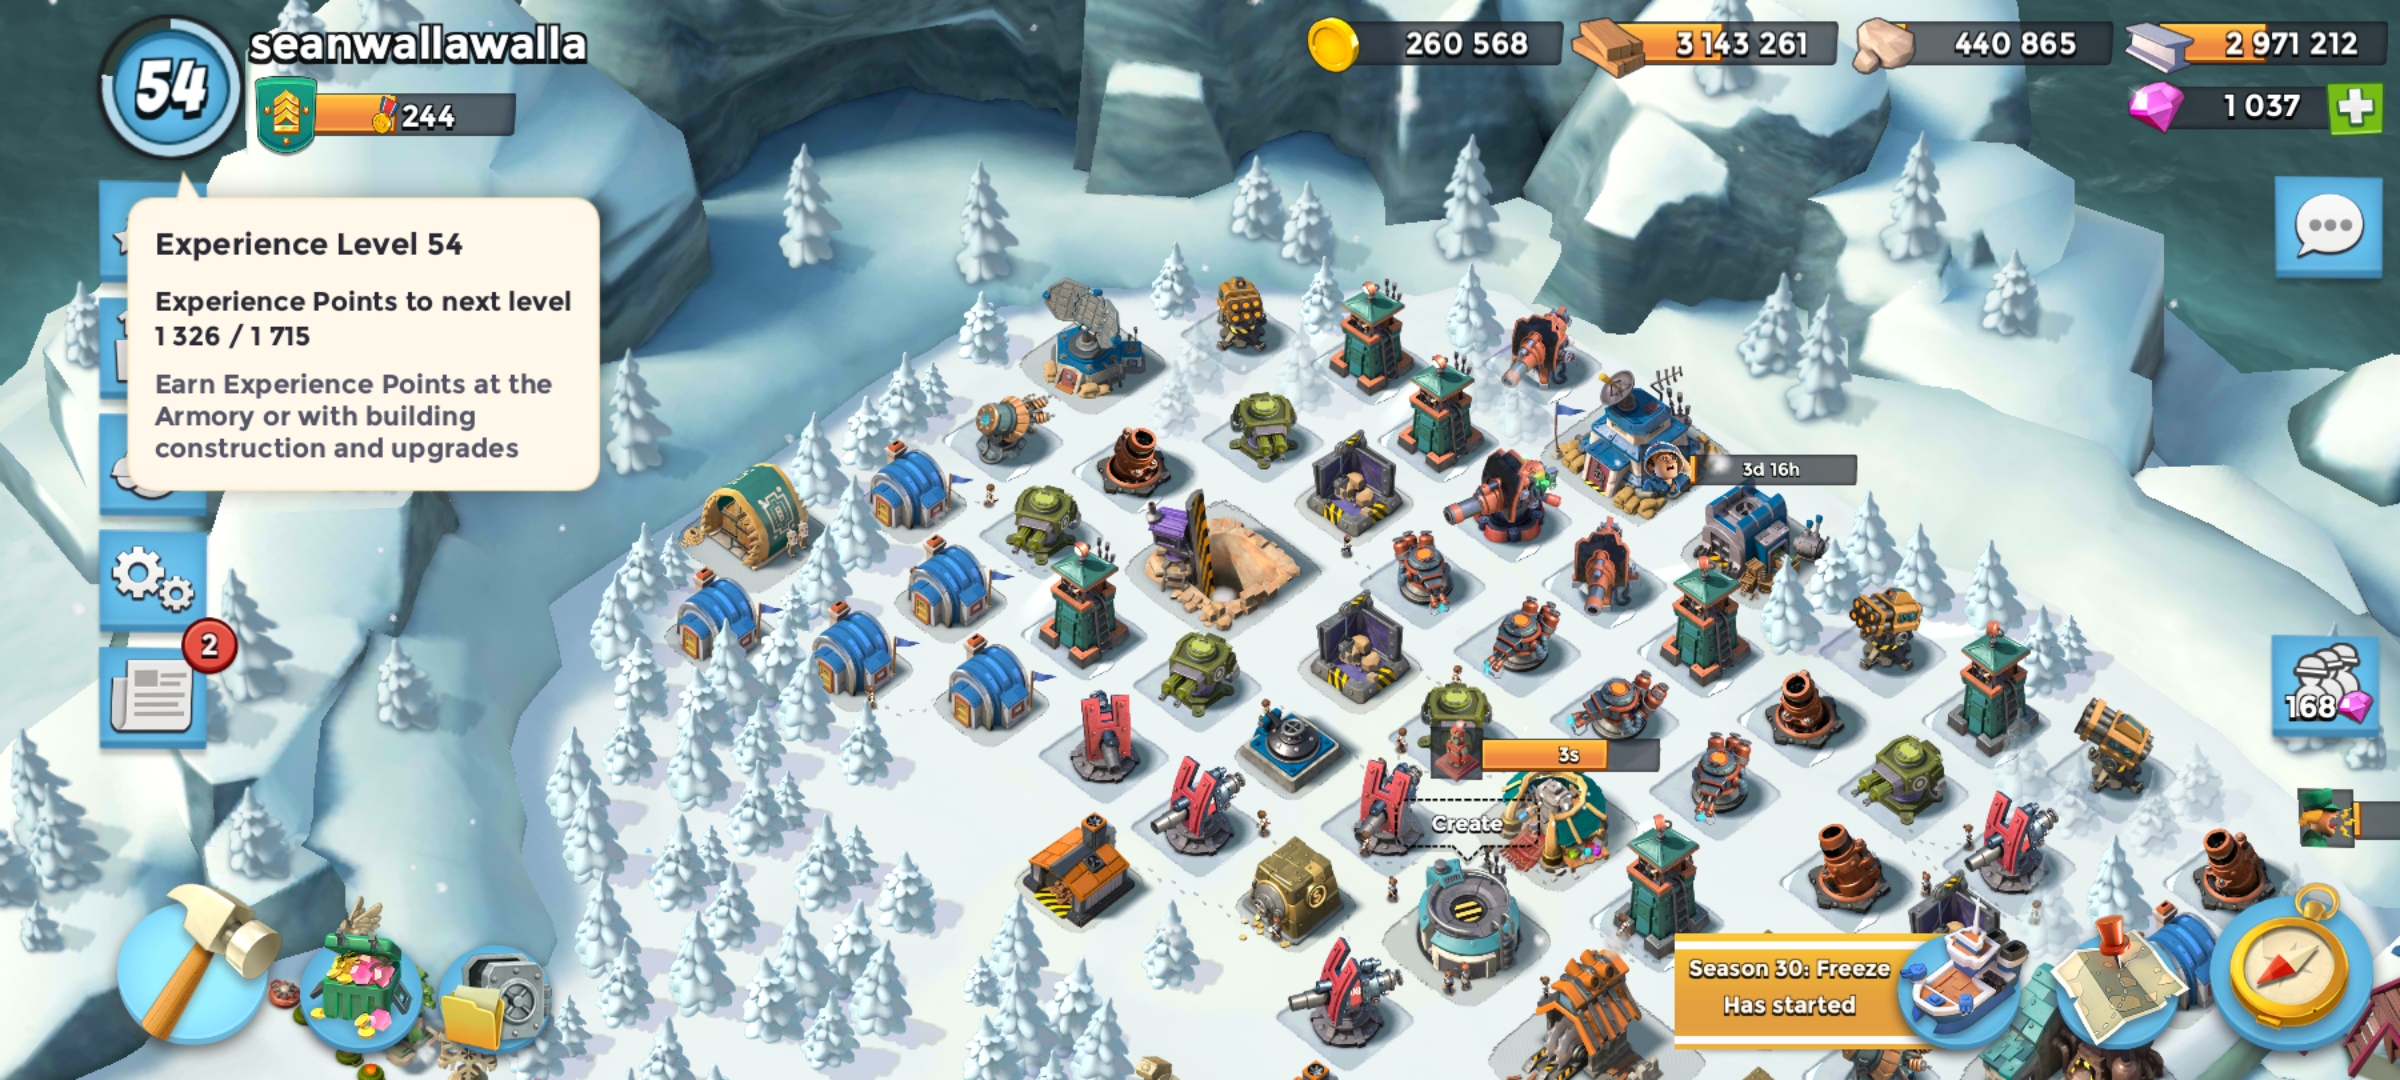 54
seanwallawalla
244
260 568
3 143 261
440 865
2 971 212
1 037
Experience Level 54
Experience Points to next level
1 326 / 1 715
Earn Experience Points at the
Armory or with building
construction and upgrades
3d 16h
2
168
3s
Create
Season 30: Freeze
Has started